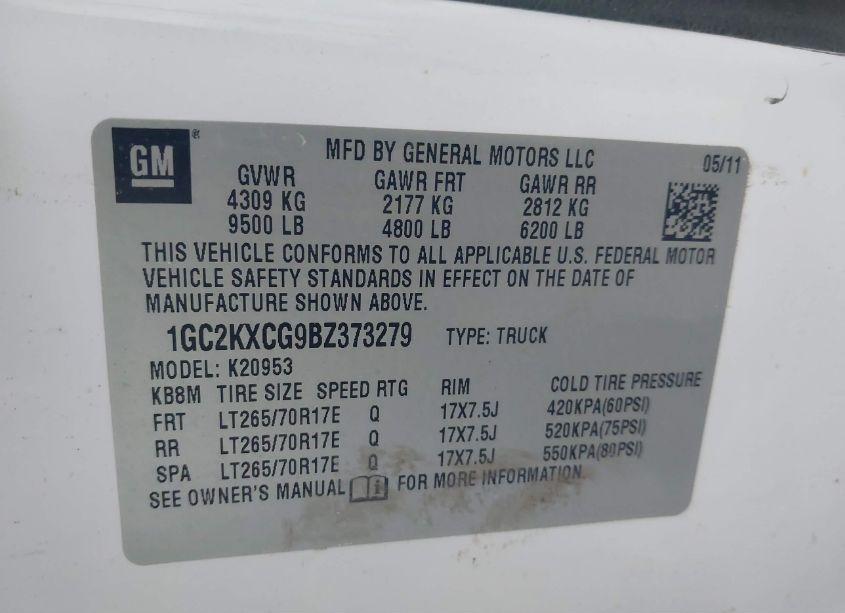 GM®
MFD BY GENERAL MOTORS LLC 05/11
GVWR GAWR FRT GAWR RR
4309 KG 2177 KG 2812 KG
9500 LB 4800 LB 6200 LB
THIS VEHICLE CONFORMS TO ALL APPLICABLE U.S. FEDERAL MOTOR
VEHICLE SAFETY STANDARDS IN EFFECT ON THE DATE OF
MANUFACTURE SHOWN ABOVE.
1GC2KXCG9BZ373279 TYPE: TRUCK
MODEL: K20953
KB8M TIRE SIZE SPEED RTG RIM COLD TIRE PRESSURE
FRT LT265/70R17E Q 17X7.5J 420KPA(60PSI)
RR LT265/70R17E Q 17X7.5J 520KPA(75PSI)
SPA LT265/70R17E Q 17X7.5J 550KPA(80PSI)
SEE OWNER'S MANUAL FOR MORE INFORMATION.